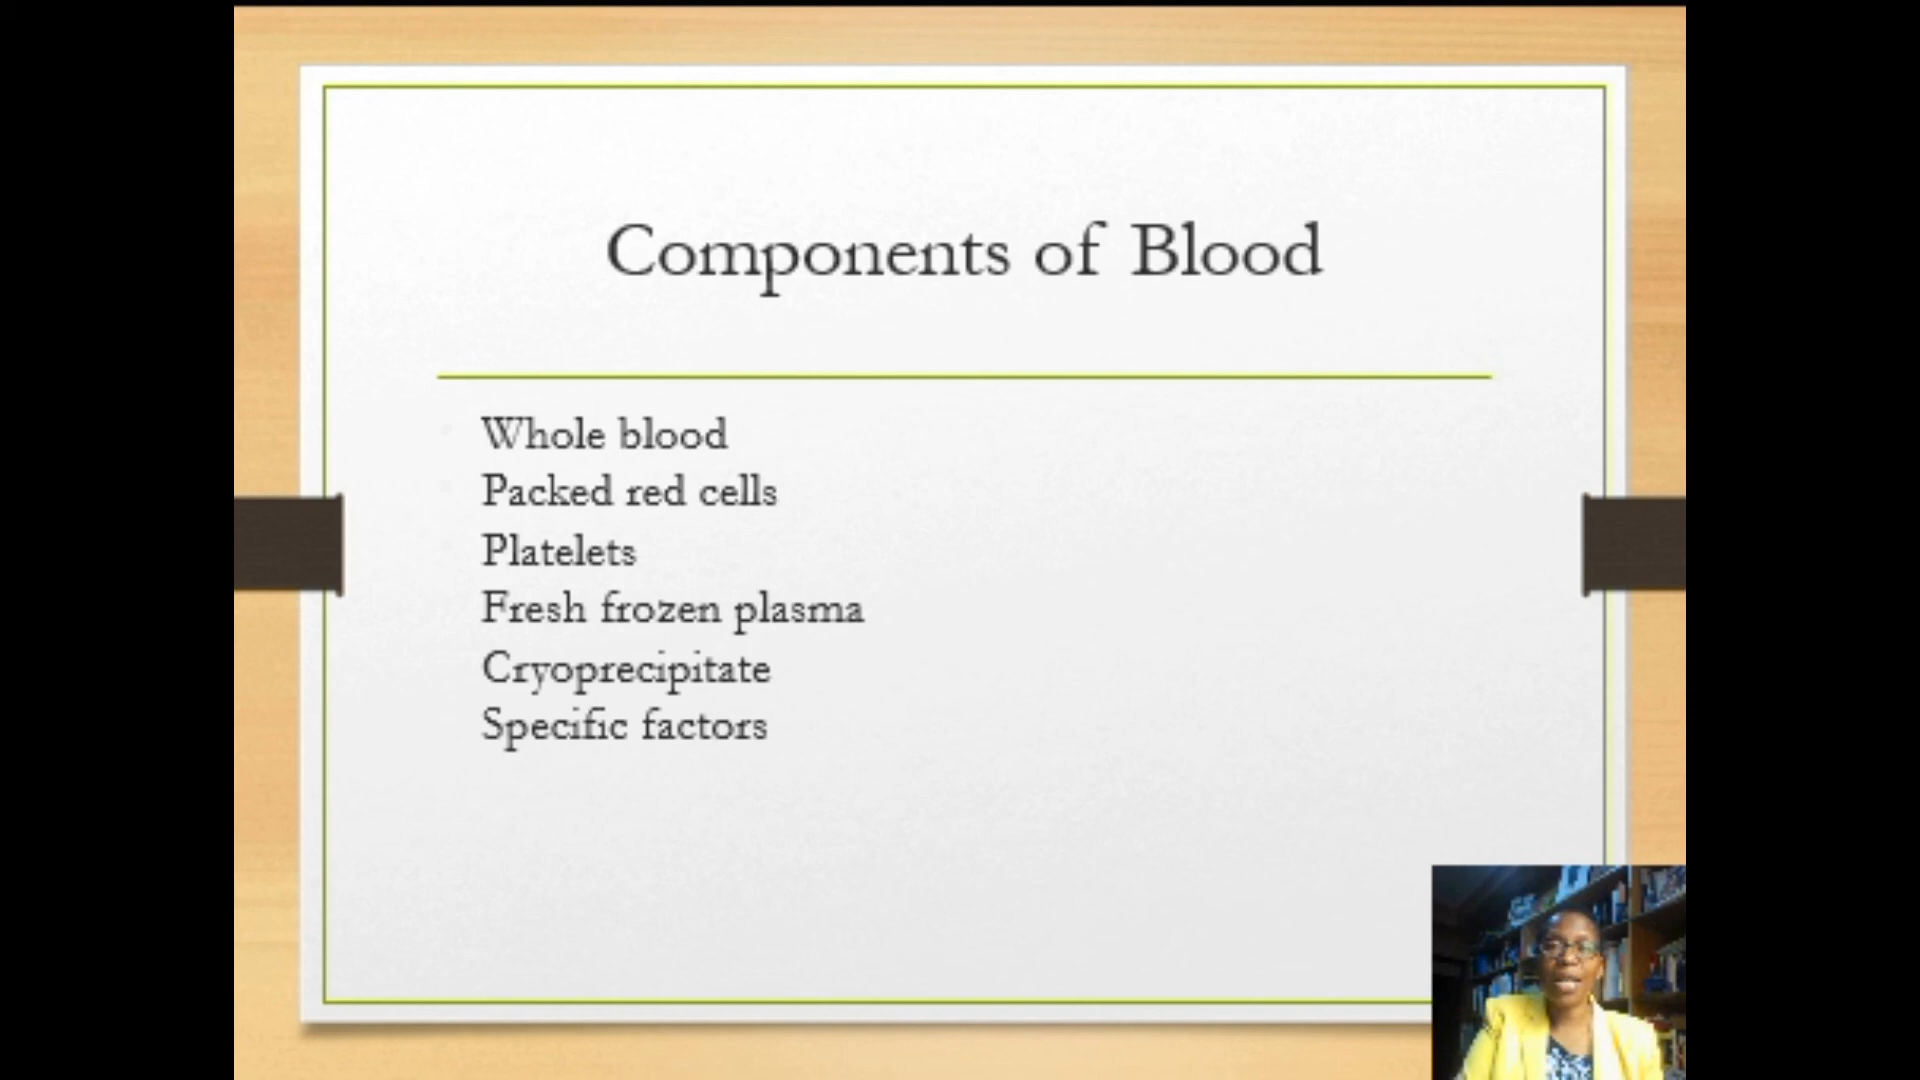 Components of Blood
Whole blood
Packed red cells
Platelets
Fresh frozen plasma
Cryoprecipitate
Specific factors